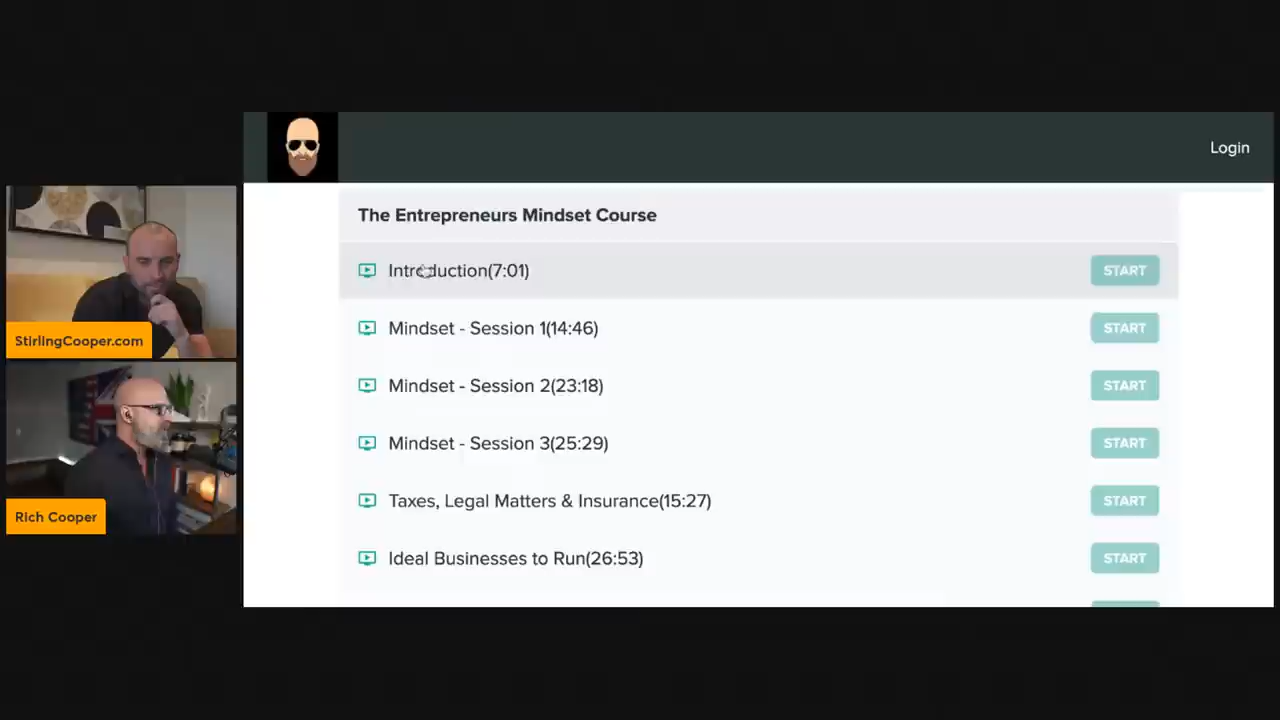 Login
The Entrepreneurs Mindset Course
Introduction(7:01)
START
Mindset - Session 1(14:46)
START
Mindset - Session 2(23:18)
START
Mindset - Session 3(25:29)
START
Taxes, Legal Matters & Insurance(15:27)
START
Ideal Businesses to Run(26:53)
START
StirlingCooper.com
Rich Cooper